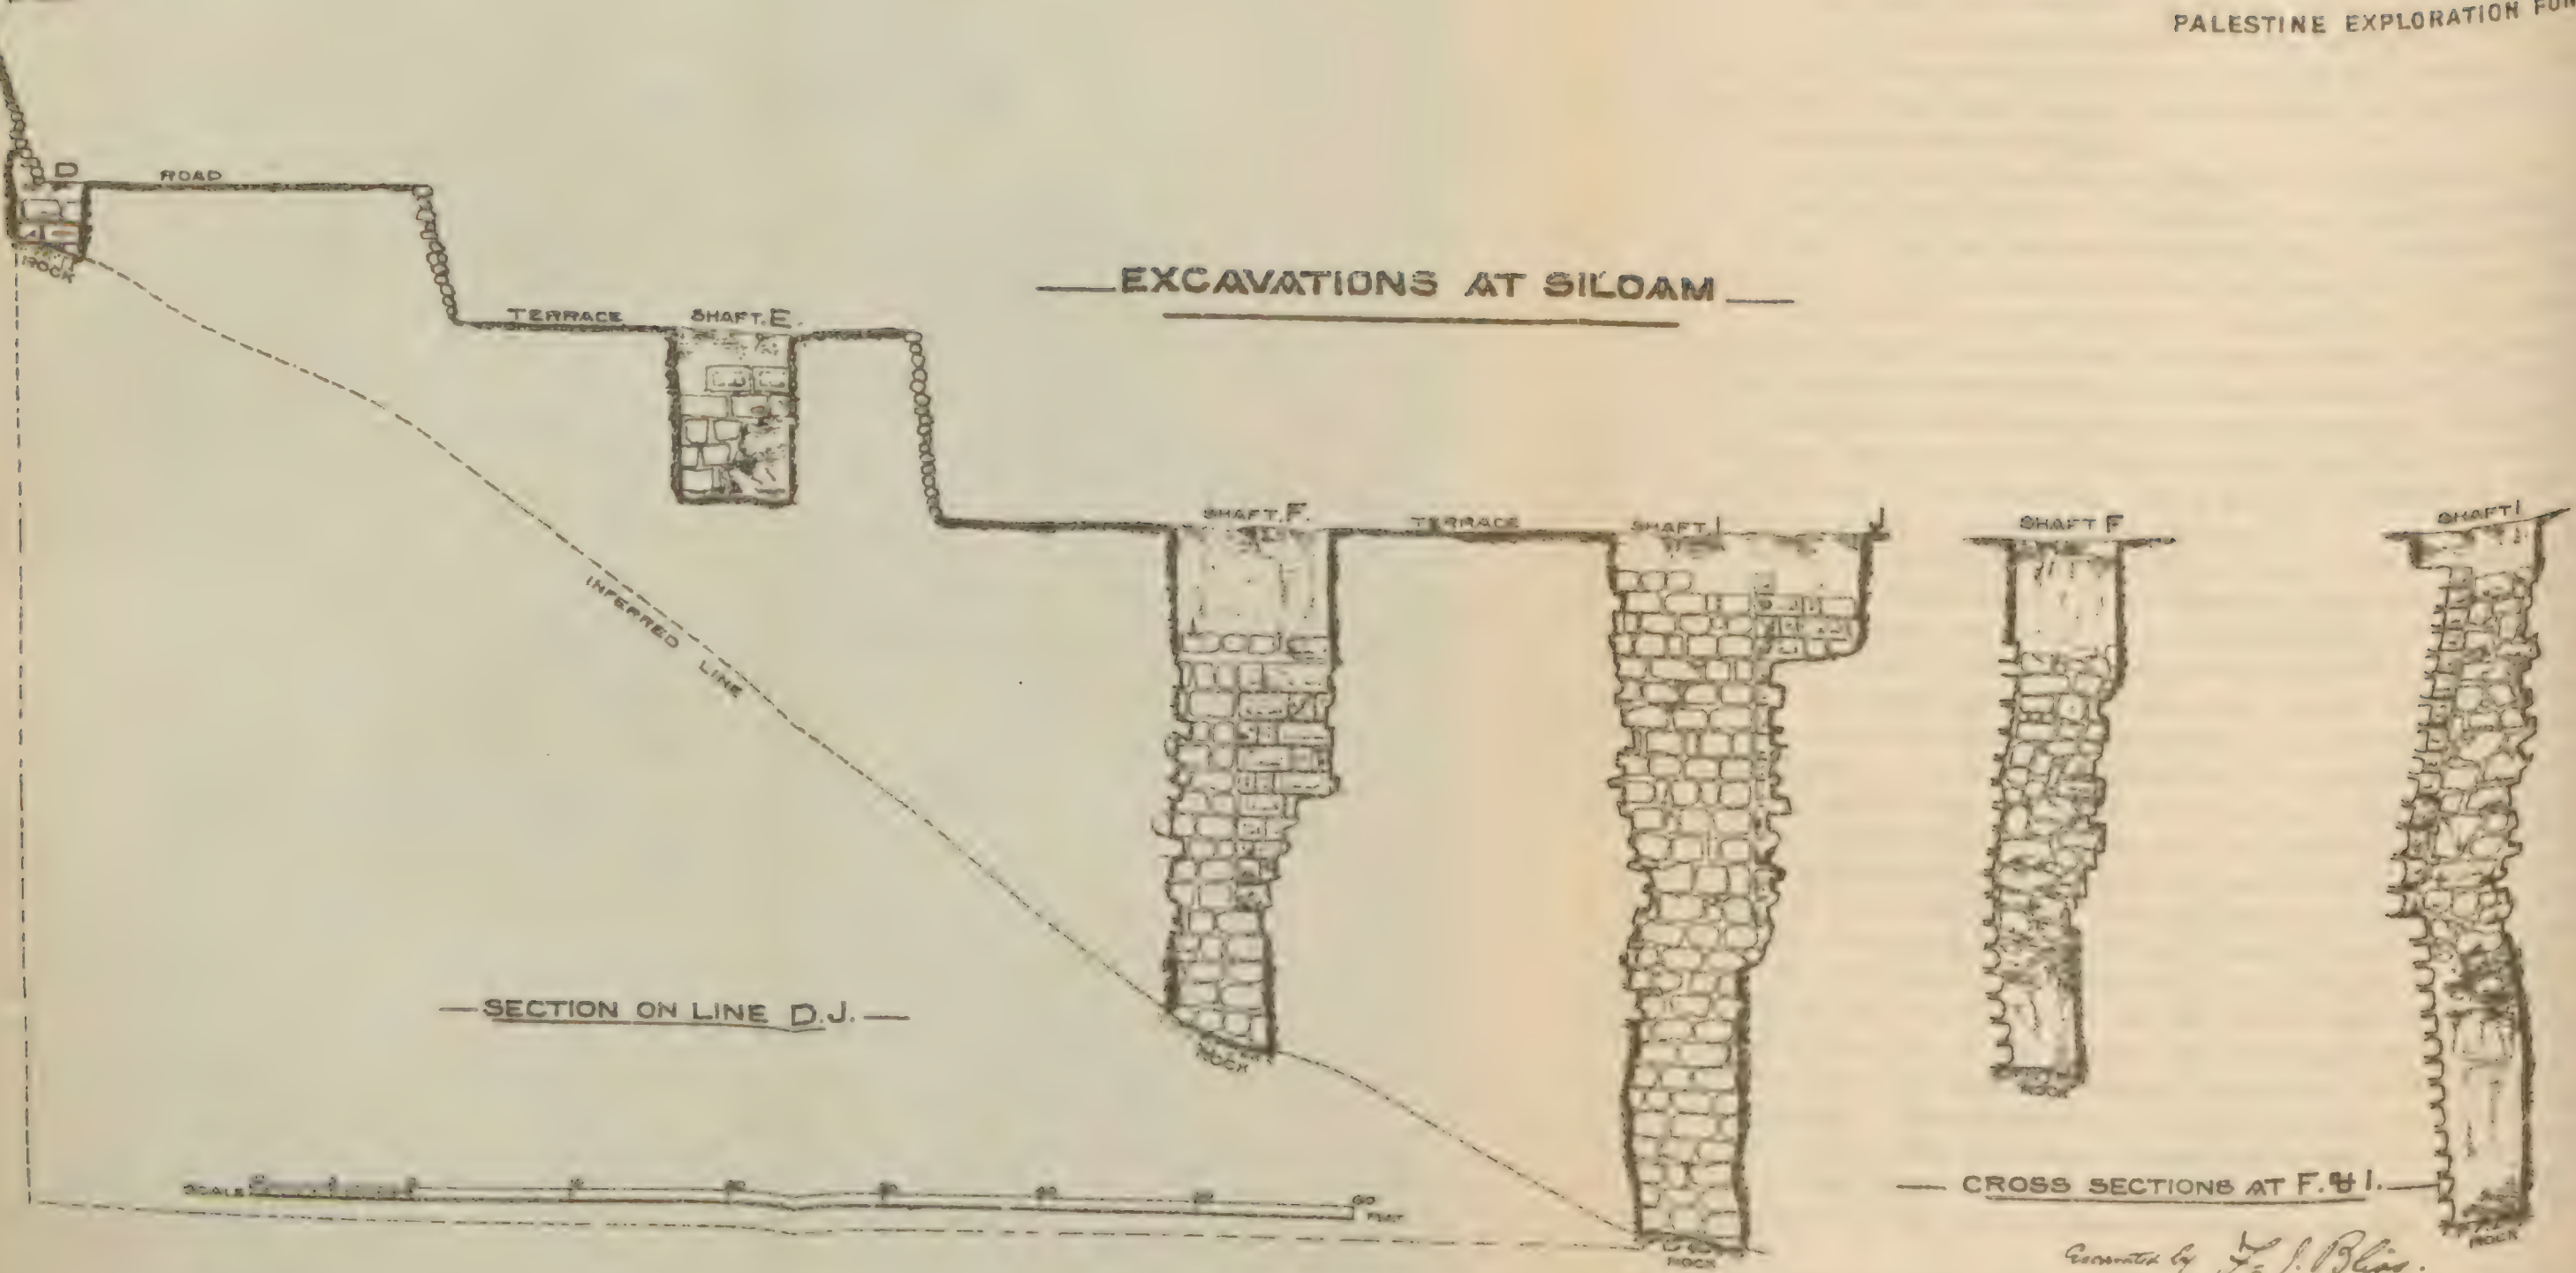 PALESTINE EXPLORATION
D
ROAD
ROCK
EXCAVATIONS AT SILOAM
TERRACE
SHAFT. E.
INFERRED LINE
SHAFT. F.
TERRACE
SHAFT I
J
SHAFT F
SHAFT I
SECTION ON LINE D.J.
ROCK
ROCK
ROCK
ROCK
CROSS SECTIONS AT F. & I.
SCALE
60
FEET
Excavated by F. J. Bliss.